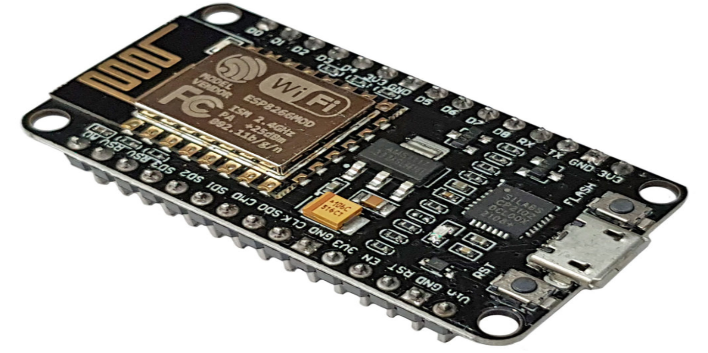 D0 D1 D2 D3 D4 3V3 GND D5 D6 D7 D8 RX TX GND 3V3
WiFi
MODEL
VENDOR
ESP8266MOD
FC
ISM 2.4GHz
PA +25dBm
802.11b/g/n
SILABS
CP2102
FLASH
RST
RSV RSV SD3 SD2 SD1 CMD SD0 CLK GND 3V3 EN RST GND Vin